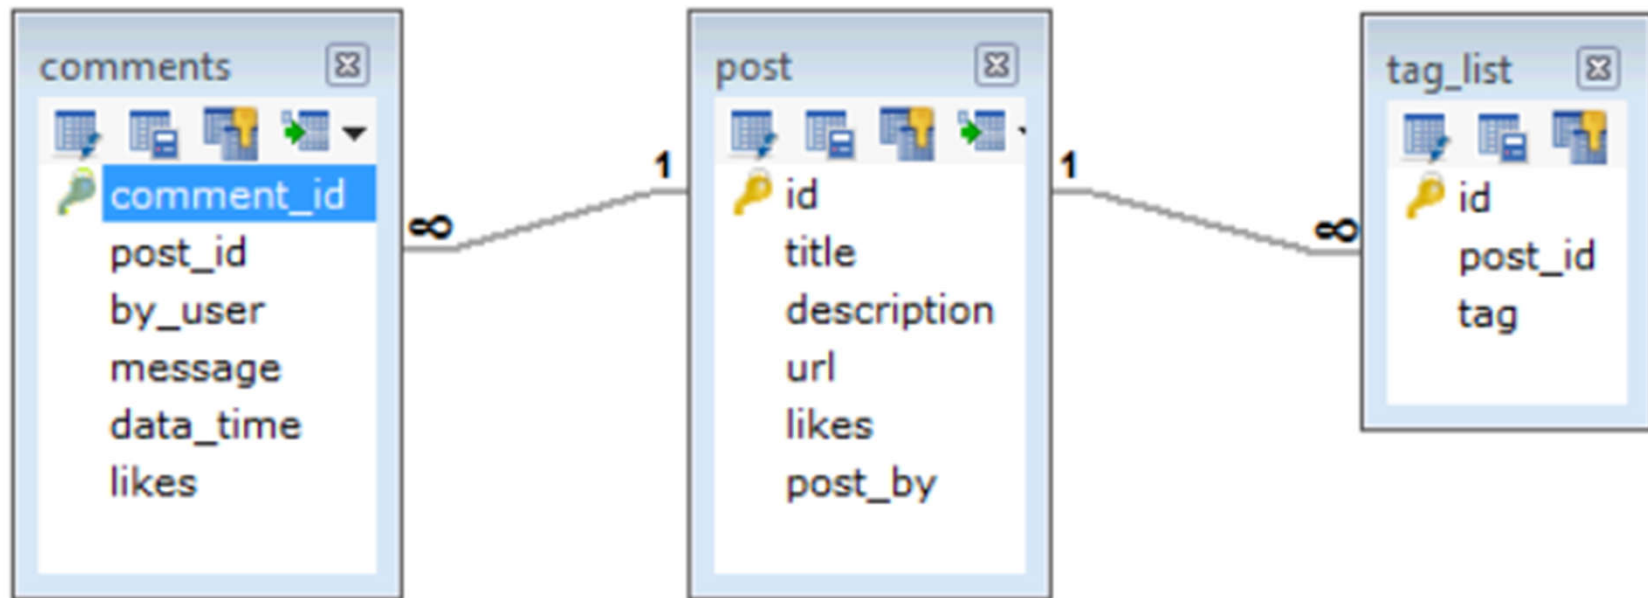 comments
comment_id
post_id
by_user
message
data_time
likes
∞
1
post
id
title
description
url
likes
post_by
1
∞
tag_list
id
post_id
tag